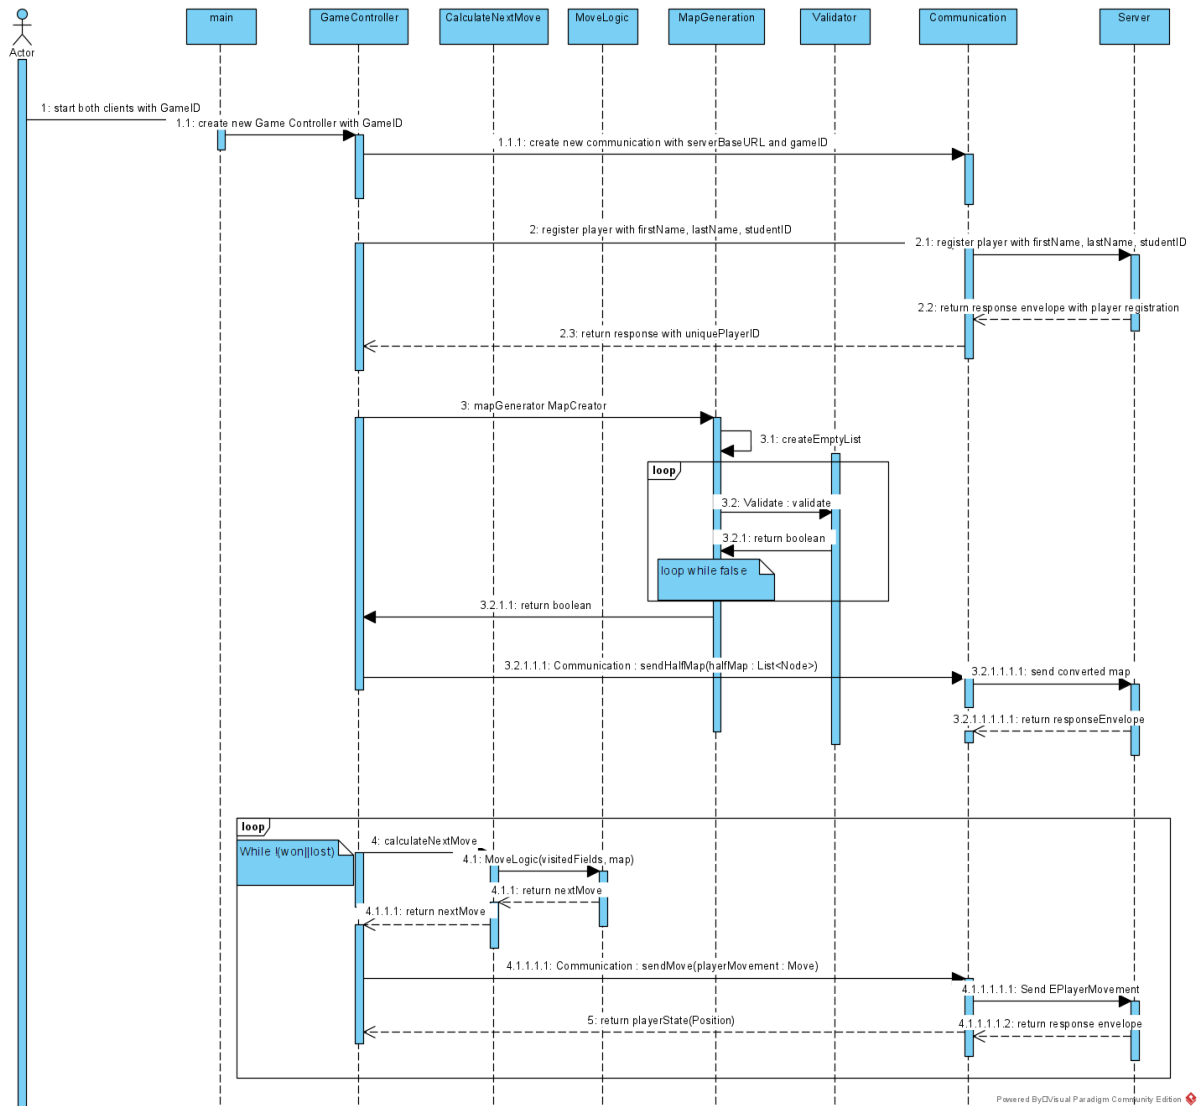 main
GameController
CalculateNextMove
MoveLogic
MapGeneration
Validator
Communication
Server
Actor
1: start both clients with GameID
1.1: create new Game Controller with GameID
1.1.1: create new communication with serverBaseURL and gameID
2: register player with firstName, lastName, studentID
2.1: register player with firstName, lastName, studentID
2.2: return response envelope with player registration
2.3: return response with uniquePlayerID
3: mapGenerator MapCreator
3.1: createEmptyList
loop
3.2: Validate : validate
3.2.1: return boolean
loop while false
3.2.1.1: return boolean
3.2.1.1.1: Communication : sendHalfMap(halfMap : List<Node>)
3.2.1.1.1.1: send converted map
3.2.1.1.1.1.1: return responseEnvelope
loop
While !(won||lost)
4: calculateNextMove
4.1: MoveLogic(visitedFields, map)
4.1.1: return nextMove
4.1.1.1: return nextMove
4.1.1.1.1: Communication : sendMove(playerMovement : Move)
4.1.1.1.1.1: Send EPlayerMovement
5: return playerState(Position)
4.1.1.1.1.2: return response envelope
Powered By Visual Paradigm Community Edition